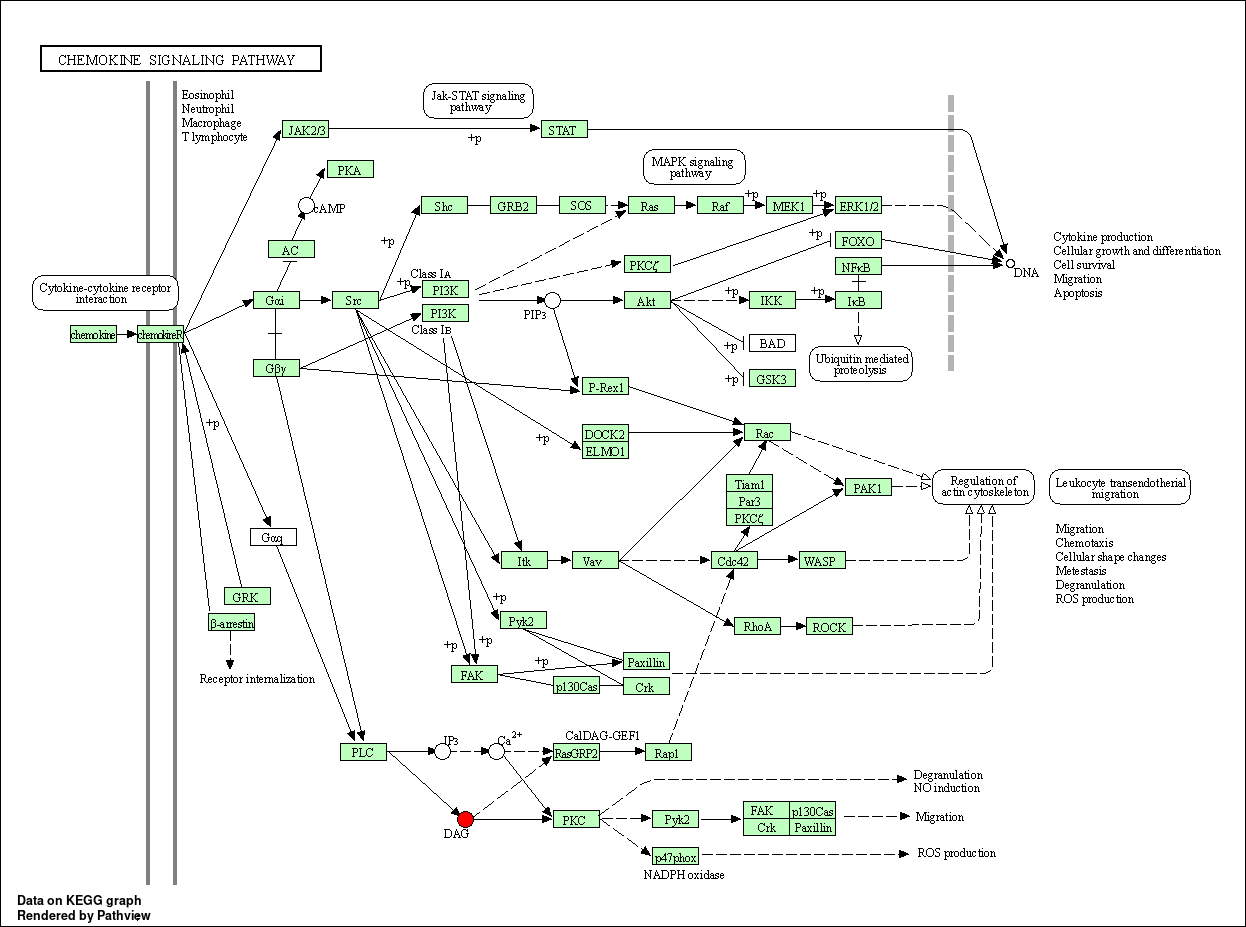 CHEMOKINE SIGNALING PATHWAY
Eosinophil
Neutrophil
Macrophage
T lymphocyte
Jak-STAT signaling
pathway
JAK2/3
+p
STAT
MAPK signaling
pathway
PKA
cAMP
AC
Shc
GRB2
SOS
Ras
Raf
+p
MEK1
+p
ERK1/2
+p
+p
FOXO
Cytokine production
Cellular growth and differentiation
Cell survival
Migration
Apoptosis
DNA
PKCζ
NFκB
Cytokine-cytokine receptor
interaction
Class IA
+p
PI3K
PI3K
Class IB
Gαi
Src
PIP3
Akt
+p
IKK
+p
IκB
chemokine
chemokineR
+p
BAD
Ubiquitin mediated
proteolysis
Gβγ
+p
GSK3
P-Rex1
+p
+p
DOCK2
ELMO1
Rac
Tiam1
Par3
PKCζ
PAK1
Regulation of
actin cytoskeleton
Leukocyte transendotherial
migration
Migration
Chemotaxis
Cellular shape changes
Metestasis
Degranulation
ROS production
Gαq
Itk
Vav
Cdc42
WASP
GRK
β-arrestin
+p
Pyk2
RhoA
ROCK
+p
+p
+p
FAK
Paxillin
p130Cas
Crk
Receptor internalization
PLC
IP3
Ca2+
CalDAG-GEF1
RasGRP2
Rap1
DAG
PKC
Degranulation
NO induction
Pyk2
FAK
p130Cas
Crk
Paxillin
Migration
p47phox
ROS production
NADPH oxidase
Data on KEGG graph
Rendered by Pathview